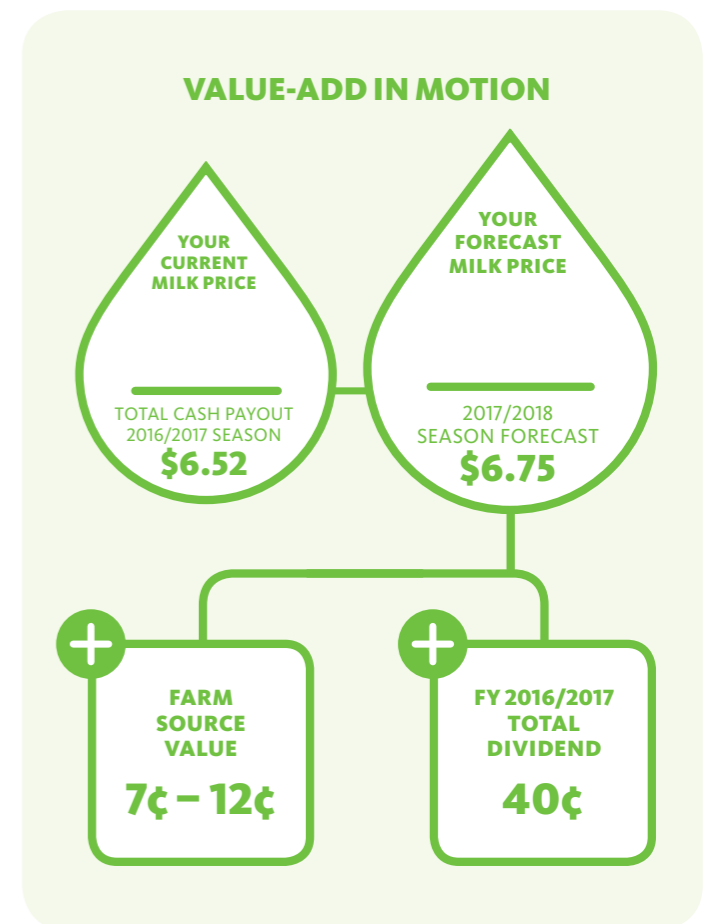 VALUE-ADD IN MOTION
YOUR
CURRENT
MILK PRICE
TOTAL CASH PAYOUT
2016/2017 SEASON
$6.52
YOUR
FORECAST
MILK PRICE
2017/2018
SEASON FORECAST
$6.75
FARM
SOURCE
VALUE
7¢ – 12¢
FY 2016/2017
TOTAL
DIVIDEND
40¢